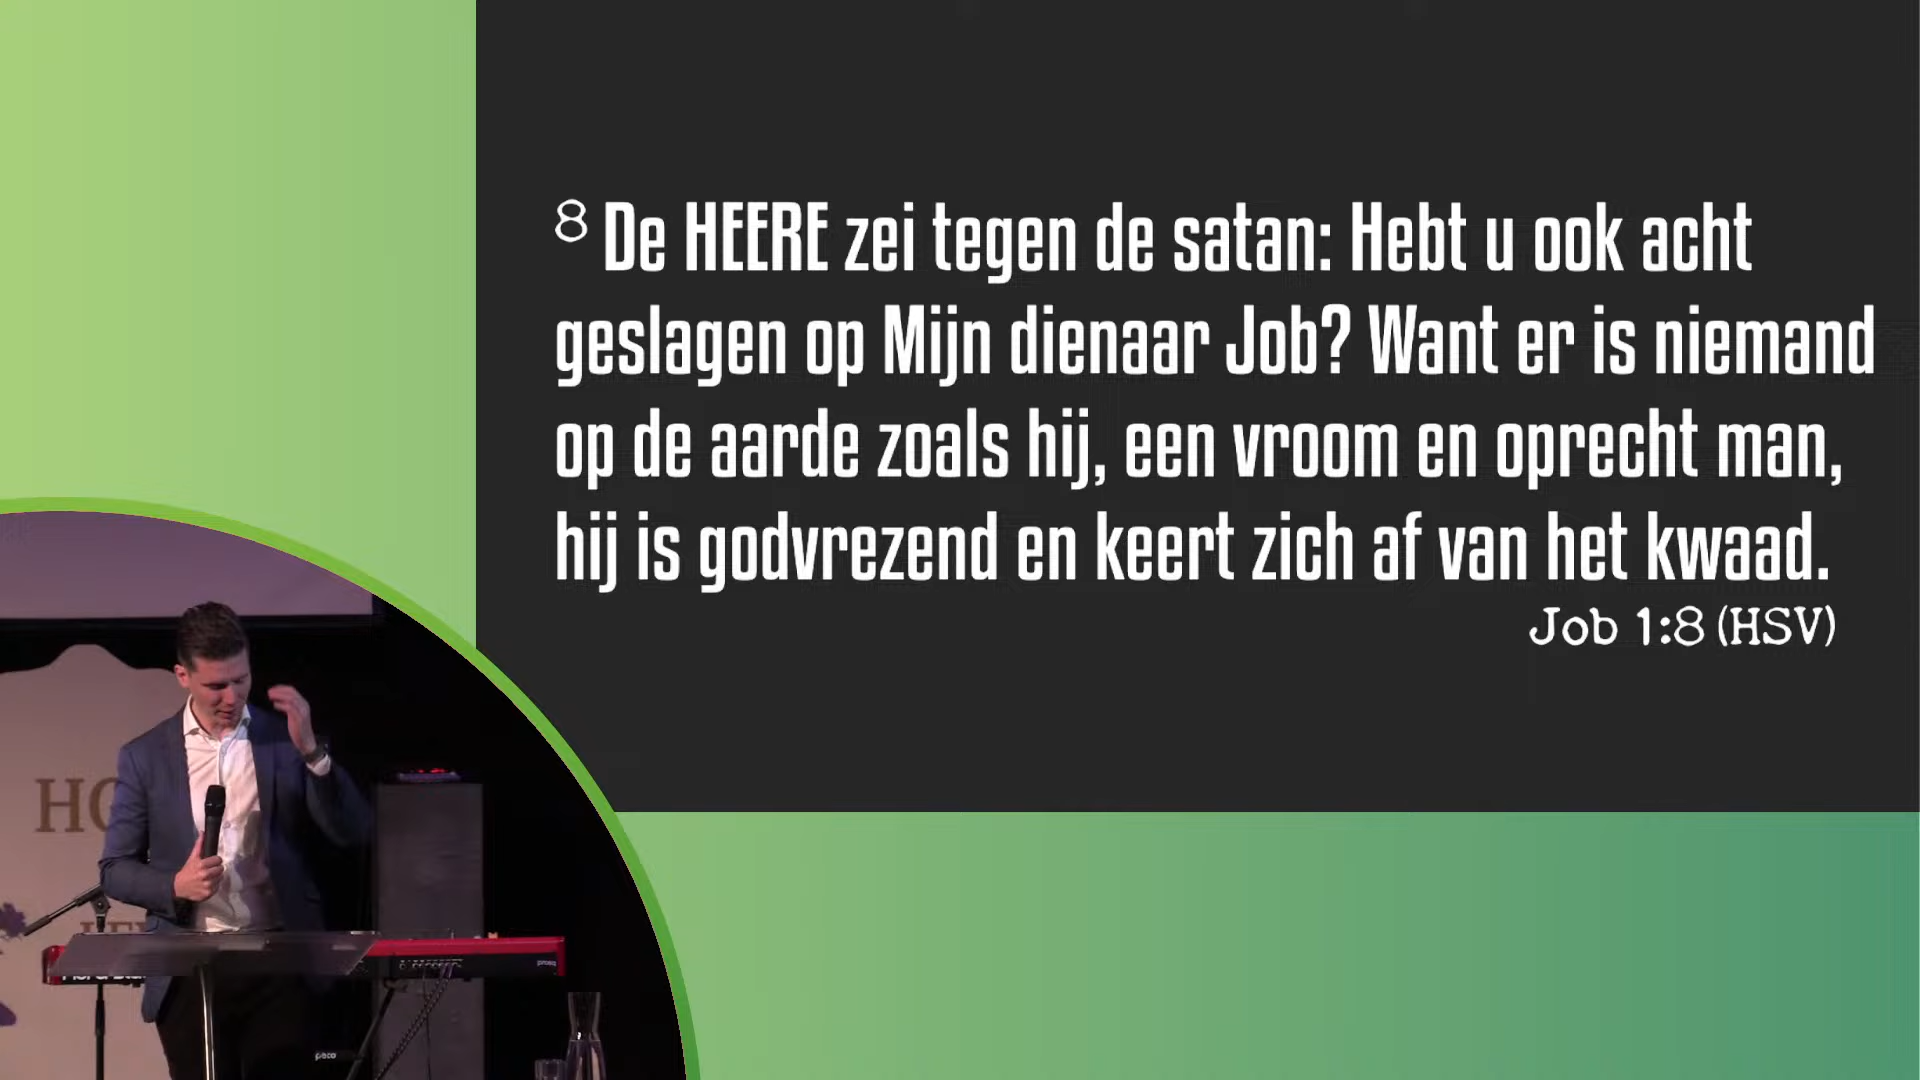 8 De HEERE zei tegen de satan: Hebt u ook acht
geslagen op Mijn dienaar Job? Want er is niemand
op de aarde zoals hij, een vroom en oprecht man,
hij is godvrezend en keert zich af van het kwaad.
Job 1:8 (HSV)